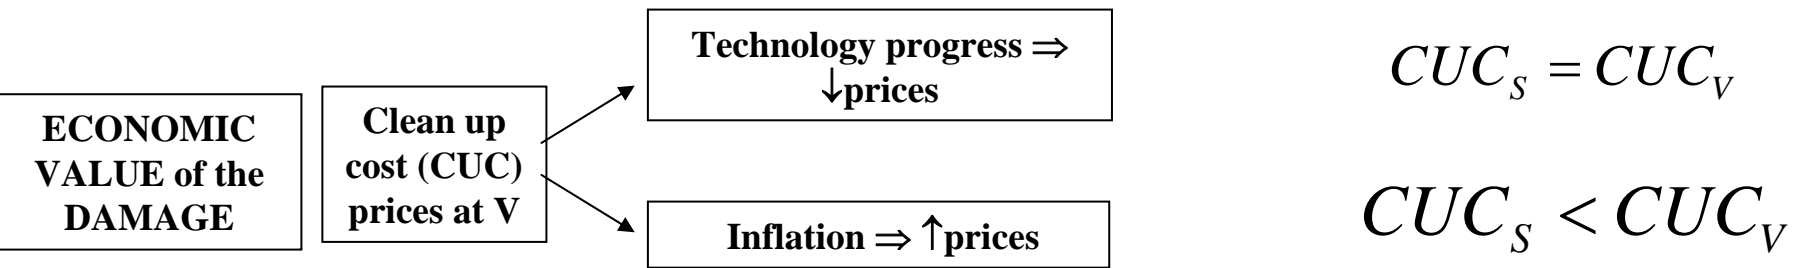 ECONOMIC
VALUE of the
DAMAGE
Clean up
cost (CUC)
prices at V
Technology progress ⇒
↓prices
Inflation ⇒ ↑prices
CUC_S = CUC_V
CUC_S < CUC_V